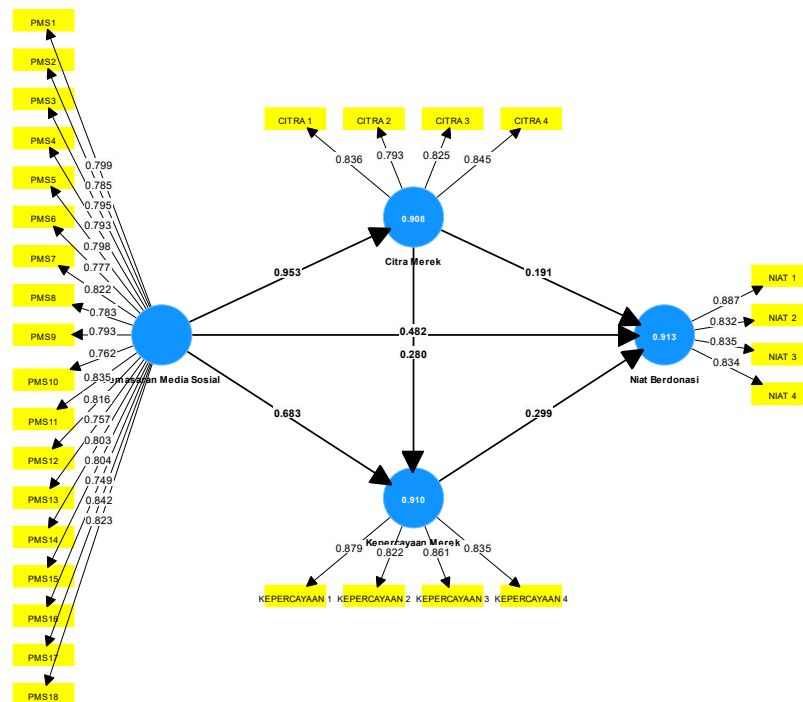 PMS1
PMS2
PMS3
PMS4
PMS5
PMS6
PMS7
PMS8
PMS9
PMS10
PMS11
PMS12
PMS13
PMS14
PMS15
PMS16
PMS17
PMS18
0.799
0.785
0.795
0.793
0.798
0.777
0.822
0.783
0.793
0.762
0.835
0.816
0.757
0.803
0.804
0.749
0.842
0.823
Media Sosial
CITRA 1
CITRA 2
CITRA 3
CITRA 4
0.836
0.793
0.825
0.845
0.908
Citra Merek
0.953
0.191
0.482
0.280
0.683
0.299
0.913
Niat Berdonasi
0.887
0.832
0.835
0.834
NIAT 1
NIAT 2
NIAT 3
NIAT 4
0.910
Kepercayaan Merek
0.879
0.822
0.861
0.835
KEPERCAYAAN 1
KEPERCAYAAN 2
KEPERCAYAAN 3
KEPERCAYAAN 4